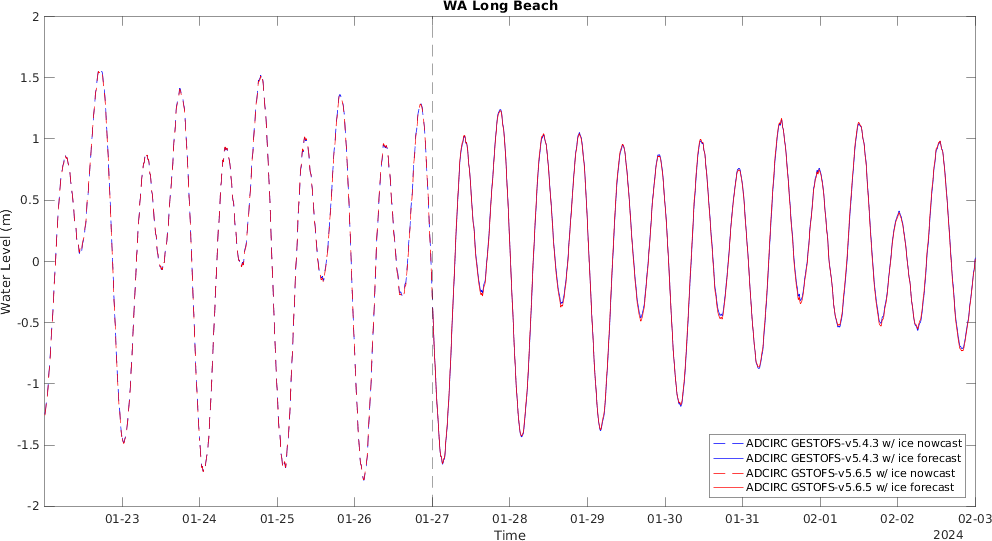 WA Long Beach
2
1.5
1
0.5
0
-0.5
-1
-1.5
-2
Water Level (m)
01-23 01-24 01-25 01-26 01-27 01-28 01-29 01-30 01-31 02-01 02-02 02-03
Time
2024
ADCIRC GESTOFS-v5.4.3 w/ ice nowcast
ADCIRC GESTOFS-v5.4.3 w/ ice forecast
ADCIRC GSTOFS-v5.6.5 w/ ice nowcast
ADCIRC GSTOFS-v5.6.5 w/ ice forecast